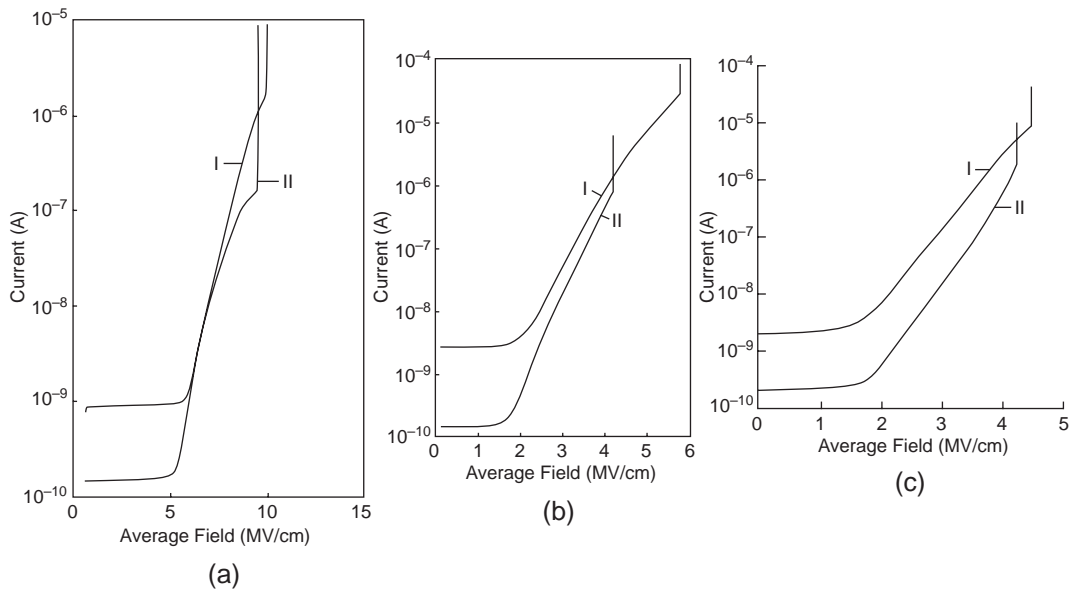 10–5
10–6
10–7
10–8
10–9
10–10
Current (A)
I
II
0 5 10 15
Average Field (MV/cm)
(a)
10–4
10–5
10–6
10–7
10–8
10–9
10–10
Current (A)
I
II
0 1 2 3 4 5 6
Average Field (MV/cm)
(b)
10–4
10–5
10–6
10–7
10–8
10–9
10–10
Current (A)
I
II
0 1 2 3 4 5
Average Field (MV/cm)
(c)